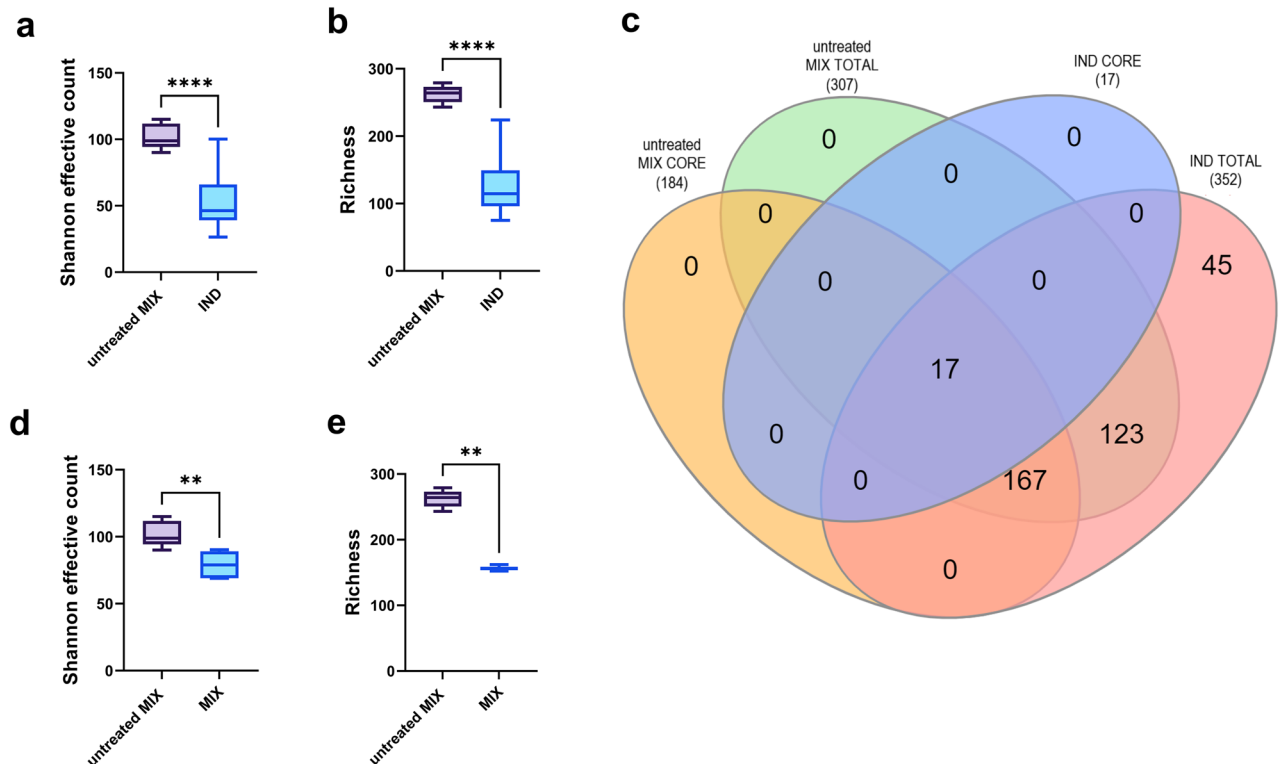 a
Shannon effective count
150
100
50
0
****
untreated MIX
IND
b
Richness
300
200
100
0
****
untreated MIX
IND
c
untreated
MIX TOTAL
(307)
IND CORE
(17)
untreated
MIX CORE
(184)
IND TOTAL
(352)
0
0
0
0
0
0
45
0
0
17
0
123
0
167
0
d
Shannon effective count
150
100
50
0
**
untreated MIX
MIX
e
Richness
300
200
100
0
**
untreated MIX
MIX